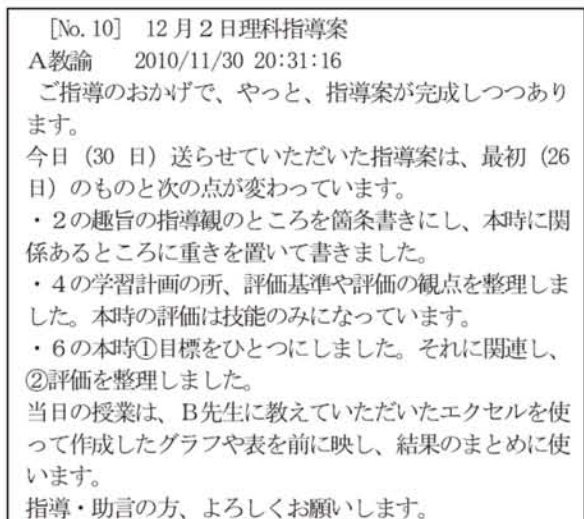 [No. 10] 12月2日理科指導案
A教諭 2010/11/30 20:31:16
ご指導のおかげで、やっと、指導案が完成しつつあり
ます。
今日（30 日）送らせていただいた指導案は、最初（26
日）のものと次の点が変わっています。
・2の趣旨の指導観のところを箇条書きにし、本時に関
係あるところに重きを置いて書きました。
・4の学習計画の所、評価基準や評価の観点を整理しま
した。本時の評価は技能のみになっています。
・6の本時①目標をひとつにしました。それに関連し、
②評価を整理しました。
当日の授業は、B先生に教えていただいたエクセルを使
って作成したグラフや表を前に映し、結果のまとめに使
います。
指導・助言の方、よろしくお願いします。